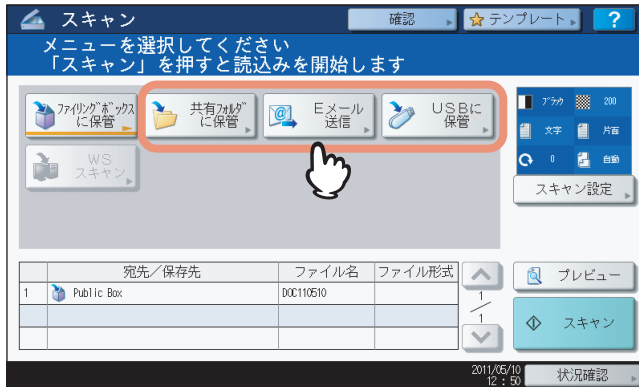 スキャン
確認
テンプレート
?
メニューを選択してください
「スキャン」を押すと読込みを開始します
ファイリングボックス
に保管
共有フォルダ
に保管
Eメール
送信
USBに
保管
WS
スキャン
ブラック
200
文字
片面
0
自動
スキャン設定
宛先/保存先
ファイル名
ファイル形式
1
Public Box
DOC110510
1
1
プレビュー
スキャン
2011/05/10
12:50
状況確認